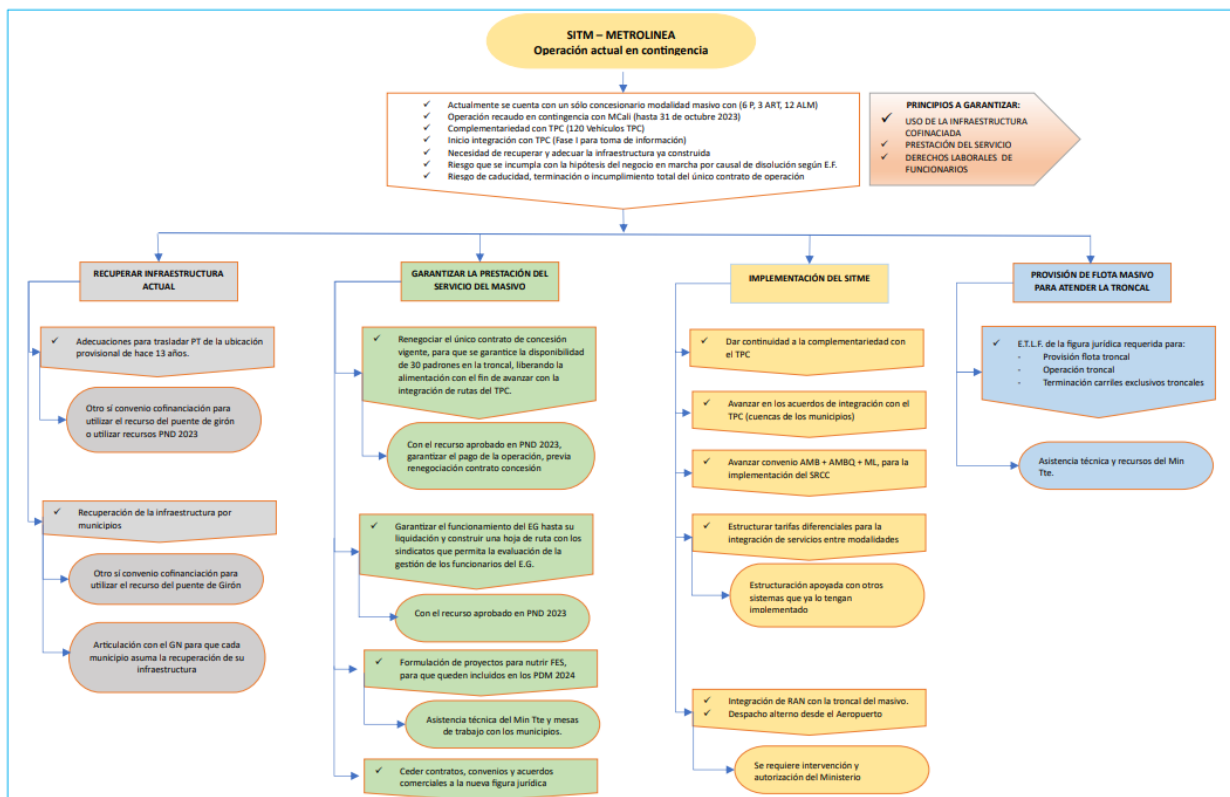 SITM – METROLINEA
Operación actual en contingencia
✓ Actualmente se cuenta con un sólo concesionario modalidad masivo con (6 P, 3 ART, 12 ALM)
✓ Operación recaudo en contingencia con MCali (hasta 31 de octubre 2023)
✓ Complementariedad con TPC (120 Vehículos TPC)
✓ Inicio integración con TPC (Fase I para toma de información)
✓ Necesidad de recuperar y adecuar la infraestructura ya construida
✓ Riesgo que se incumpla con la hipótesis del negocio en marcha por causal de disolución según E.F.
✓ Riesgo de caducidad, terminación o incumplimiento total del único contrato de operación
PRINCIPIOS A GARANTIZAR:
✓ USO DE LA INFRAESTRUCTURA
COFINACIADA
✓ PRESTACIÓN DEL SERVICIO
✓ DERECHOS LABORALES DE
FUNCIONARIOS
RECUPERAR INFRAESTRUCTURA
ACTUAL
✓ Adecuaciones para trasladar PT de la ubicación
provisional de hace 13 años.
Otro sí convenio cofinanciación para
utilizar el recurso del puente de girón
o utilizar recursos PND 2023
✓ Recuperación de la infraestructura por
municipios
Otro sí convenio cofinanciación para
utilizar el recurso del puente de Girón
Articulación con el GN para que cada
municipio asuma la recuperación de su
infraestructura
GARANTIZAR LA PRESTACIÓN DEL
SERVICIO DEL MASIVO
✓ Renegociar el único contrato de concesión
vigente, para que se garantice la disponibilidad
de 30 padrones en la troncal, liberando la
alimentación con el fin de avanzar con la
integración de rutas del TPC.
Con el recurso aprobado en PND 2023,
garantizar el pago de la operación, previa
renegociación contrato concesión
✓ Garantizar el funcionamiento del EG hasta su
liquidación y construir una hoja de ruta con los
sindicatos que permita la evaluación de la
gestión de los funcionarios del E.G.
Con el recurso aprobado en PND 2023
✓ Formulación de proyectos para nutrir FES,
para que queden incluidos en los PDM 2024
Asistencia técnica del Min Tte y mesas
de trabajo con los municipios.
✓ Ceder contratos, convenios y acuerdos
comerciales a la nueva figura jurídica
IMPLEMENTACIÓN DEL SITME
✓ Dar continuidad a la complementariedad con
el TPC
✓ Avanzar en los acuerdos de integración con el
TPC (cuencas de los municipios)
✓ Avanzar convenio AMB + AMBQ + ML, para la
implementación del SRCC
✓ Estructurar tarifas diferenciales para la
integración de servicios entre modalidades
Estructuración apoyada con otros
sistemas que ya lo tengan
implementado
✓ Integración de RAN con la troncal del masivo.
✓ Despacho alterno desde el Aeropuerto
Se requiere intervención y
autorización del Ministerio
PROVISIÓN DE FLOTA MASIVO
PARA ATENDER LA TRONCAL
✓ E.T.L.F. de la figura jurídica requerida para:
- Provisión flota troncal
- Operación troncal
- Terminación carriles exclusivos troncales
Asistencia técnica y recursos del Min
Tte.